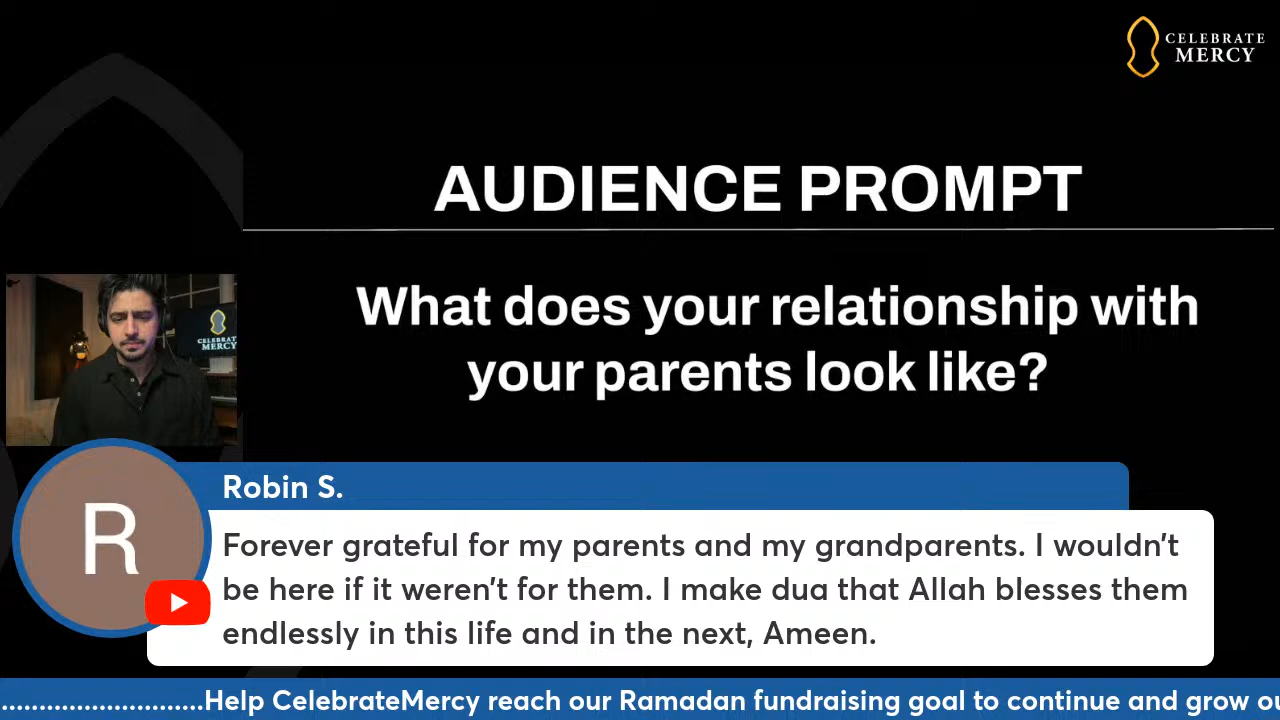 CELEBRATE
MERCY
AUDIENCE PROMPT
What does your relationship with
your parents look like?
CELEBRATE
MERCY
R
Robin S.
Forever grateful for my parents and my grandparents. I wouldn't
be here if it weren't for them. I make dua that Allah blesses them
endlessly in this life and in the next, Ameen.
...........................Help CelebrateMercy reach our Ramadan fundraising goal to continue and grow ou